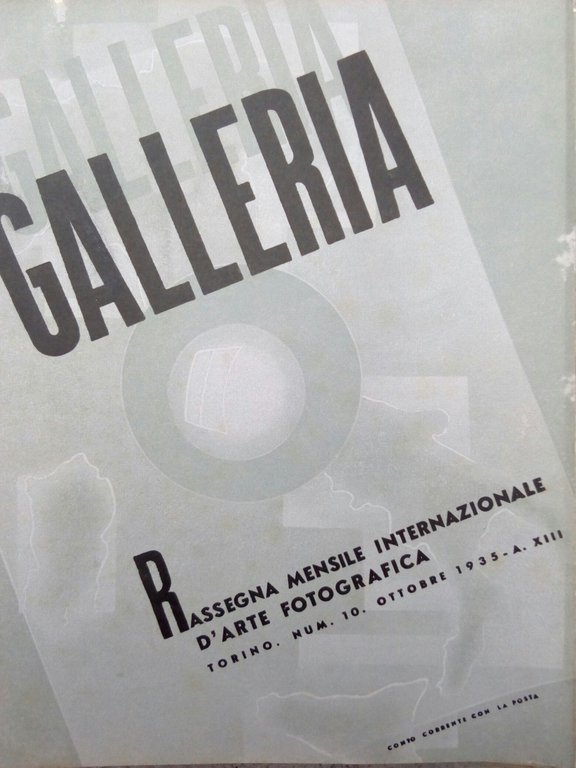 GALLERIA
GALLERIA
RASSEGNA MENSILE INTERNAZIONALE
D'ARTE FOTOGRAFICA
TORINO. NUM. 10. OTTOBRE 1935-A. XIII
CONTO CORRENTE CON LA POSTA